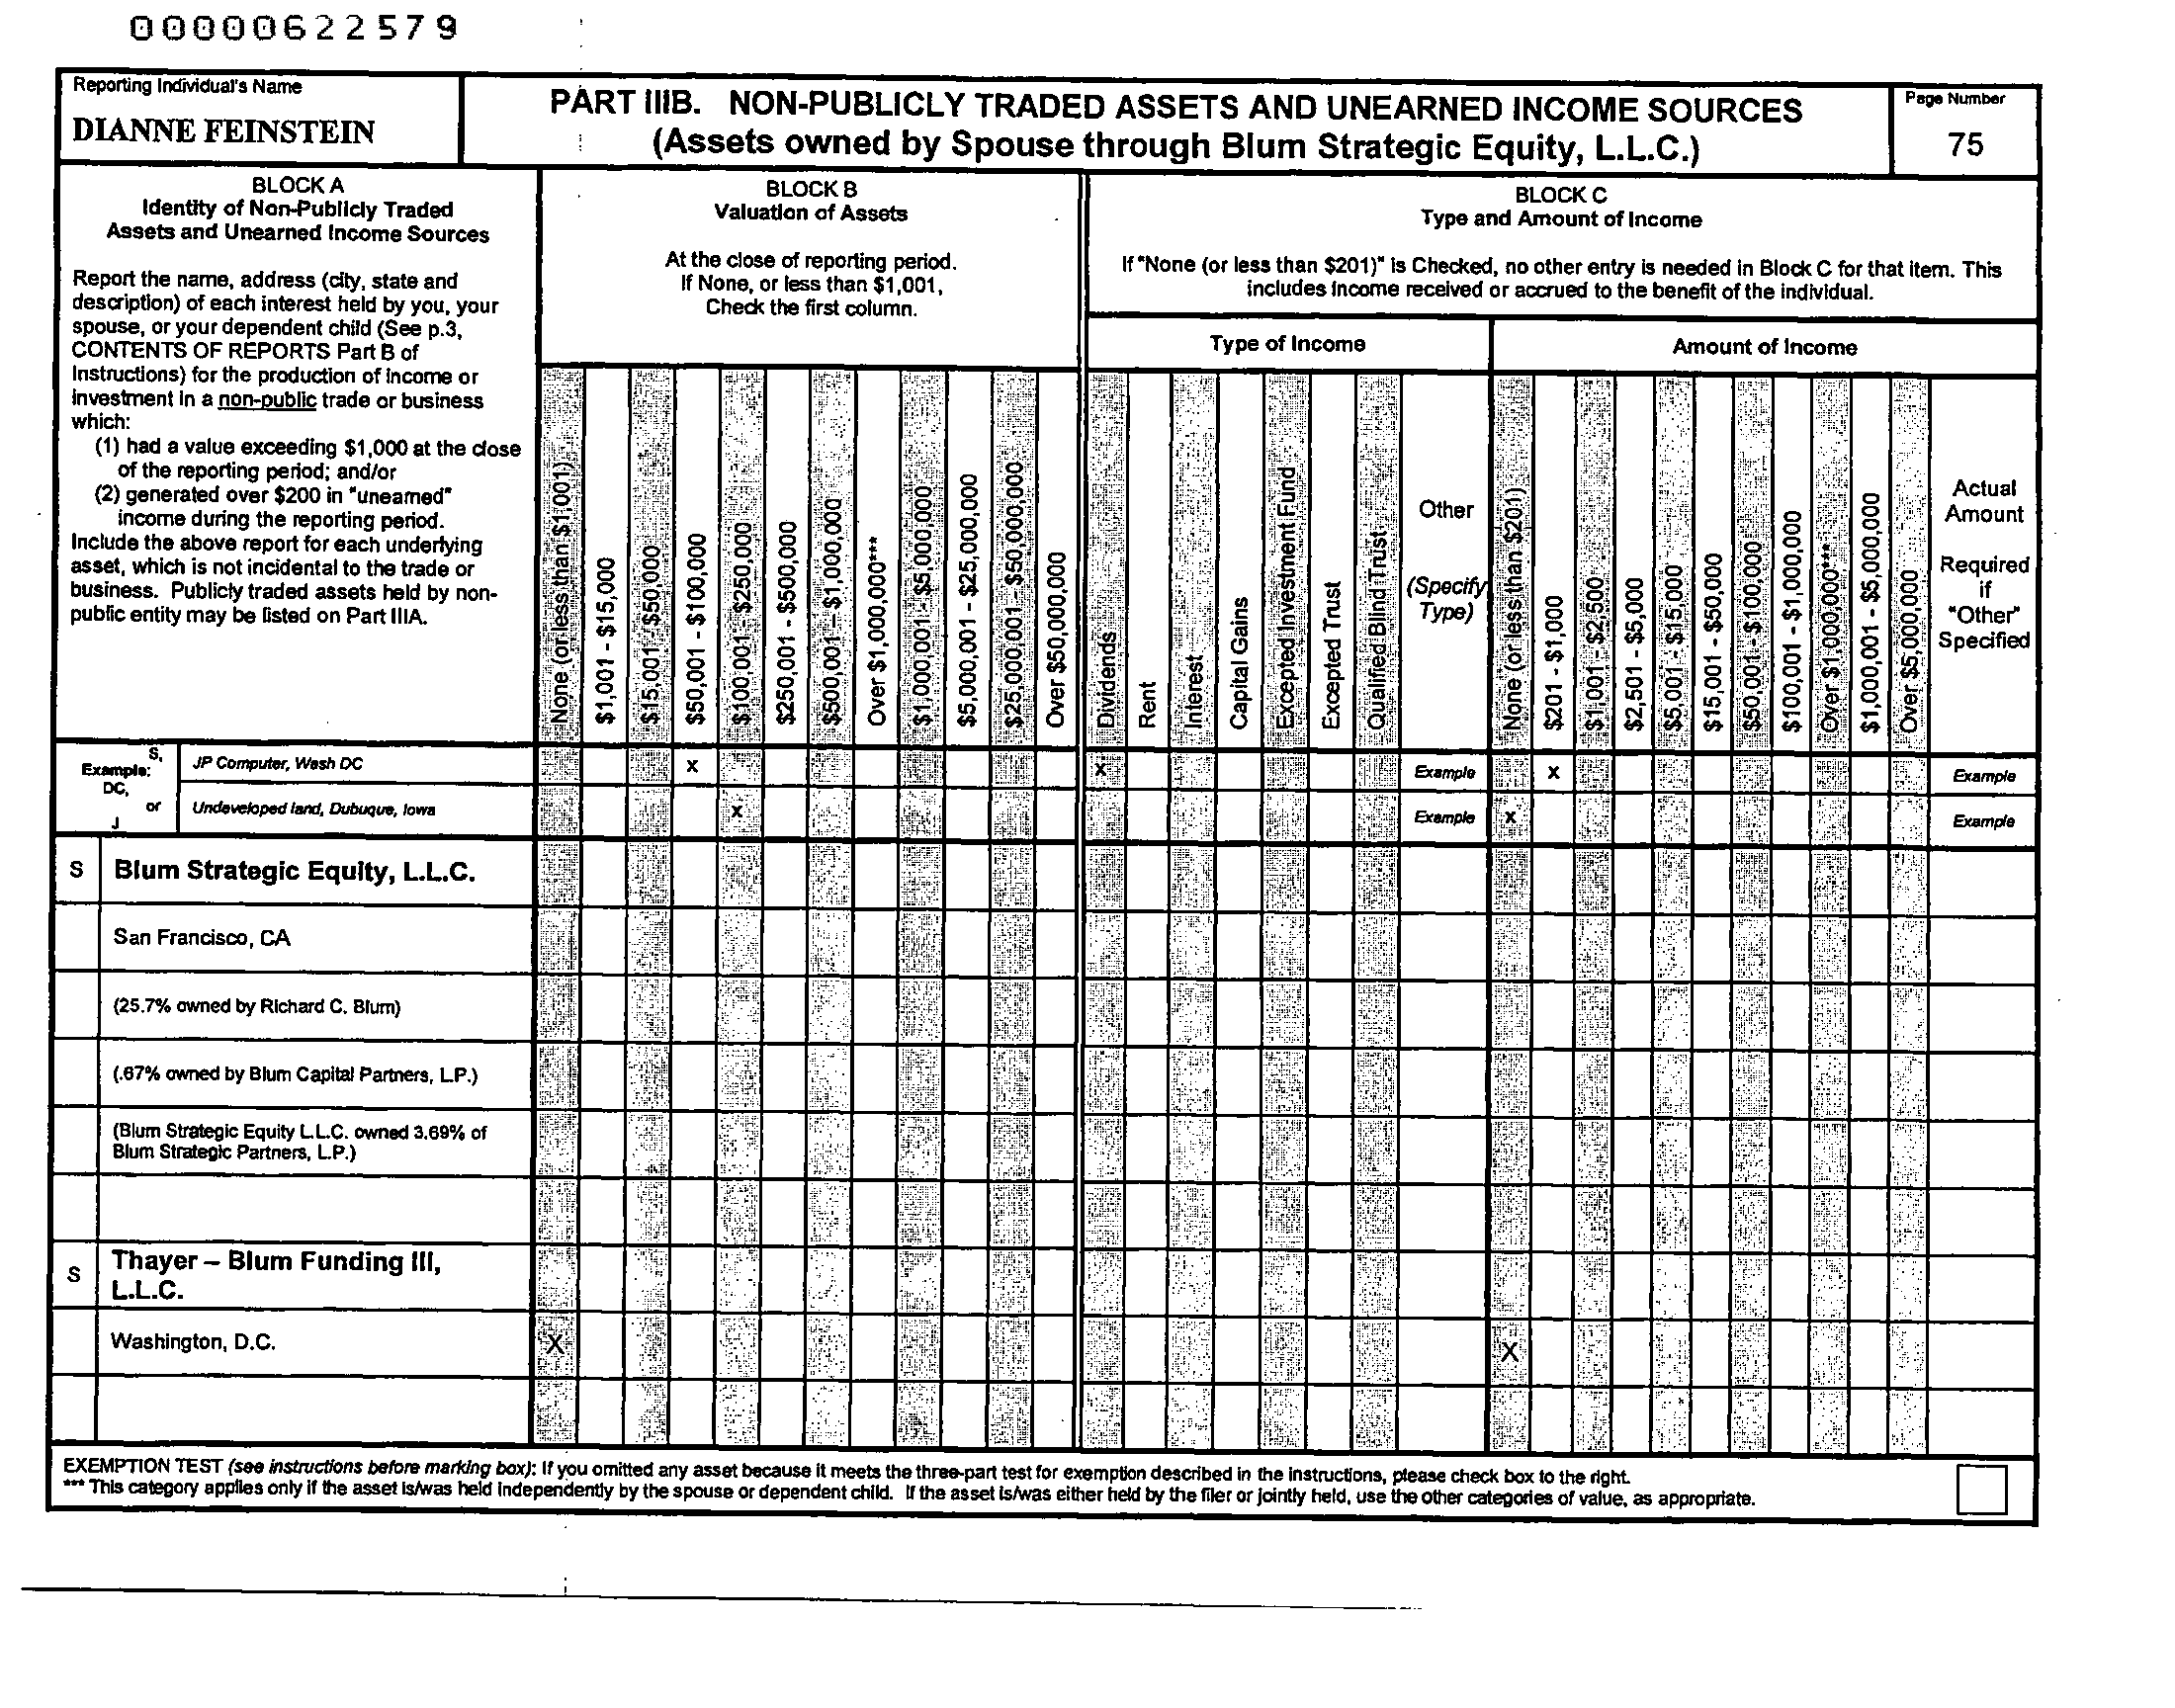 00000622579
Reporting Individual's Name
DIANNE FEINSTEIN
PART IIIB. NON-PUBLICLY TRADED ASSETS AND UNEARNED INCOME SOURCES
(Assets owned by Spouse through Blum Strategic Equity, L.L.C.)
Page Number
75
BLOCK A
Identity of Non-Publicly Traded
Assets and Unearned Income Sources
Report the name, address (city, state and
description) of each interest held by you, your
spouse, or your dependent child (See p.3,
CONTENTS OF REPORTS Part B of
Instructions) for the production of income or
investment in a non-public trade or business
which:
(1) had a value exceeding $1,000 at the close
of the reporting period; and/or
(2) generated over $200 in "unearned"
income during the reporting period.
Include the above report for each underlying
asset, which is not incidental to the trade or
business. Publicly traded assets held by non-
public entity may be listed on Part IIIA.
BLOCK B
Valuation of Assets
At the close of reporting period.
If None, or less than $1,001,
Check the first column.
None (or less than $1,001)
$1,001 - $15,000
$15,001 - $50,000
$50,001 - $100,000
$100,001 - $250,000
$250,001 - $500,000
$500,001 - $1,000,000
Over $1,000,000***
$1,000,001 - $5,000,000
$5,000,001 - $25,000,000
$25,000,001 - $50,000,000
Over $50,000,000
BLOCK C
Type and Amount of Income
If "None (or less than $201)" is Checked, no other entry is needed in Block C for that item. This
includes income received or accrued to the benefit of the individual.
Type of Income
Amount of Income
Dividends
Rent
Interest
Capital Gains
Excepted Investment Fund
Excepted Trust
Qualified Blind Trust
Other
(Specify
Type)
None (or less than $201)
$201 - $1,000
$1,001 - $2,500
$2,501 - $5,000
$5,001 - $15,000
$15,001 - $50,000
$50,001 - $100,000
$100,001 - $1,000,000
Over $1,000,000***
$1,000,001 - $5,000,000
Over $5,000,000
Actual
Amount
Required
if
"Other"
Specified
Example: S,
DC,
or
J
JP Computer, Wash DC x x Example x Example
Undeveloped land, Dubuque, Iowa x Example x Example
S Blum Strategic Equity, L.L.C.
San Francisco, CA
(25.7% owned by Richard C. Blum)
(.67% owned by Blum Capital Partners, L.P.)
(Blum Strategic Equity L.L.C. owned 3.69% of
Blum Strategic Partners, L.P.)
S Thayer – Blum Funding III,
L.L.C.
Washington, D.C. X X
EXEMPTION TEST (see instructions before marking box): If you omitted any asset because it meets the three-part test for exemption described in the instructions, please check box to the right.
*** This category applies only if the asset is/was held independently by the spouse or dependent child. If the asset is/was either held by the filer or jointly held, use the other categories of value, as appropriate.